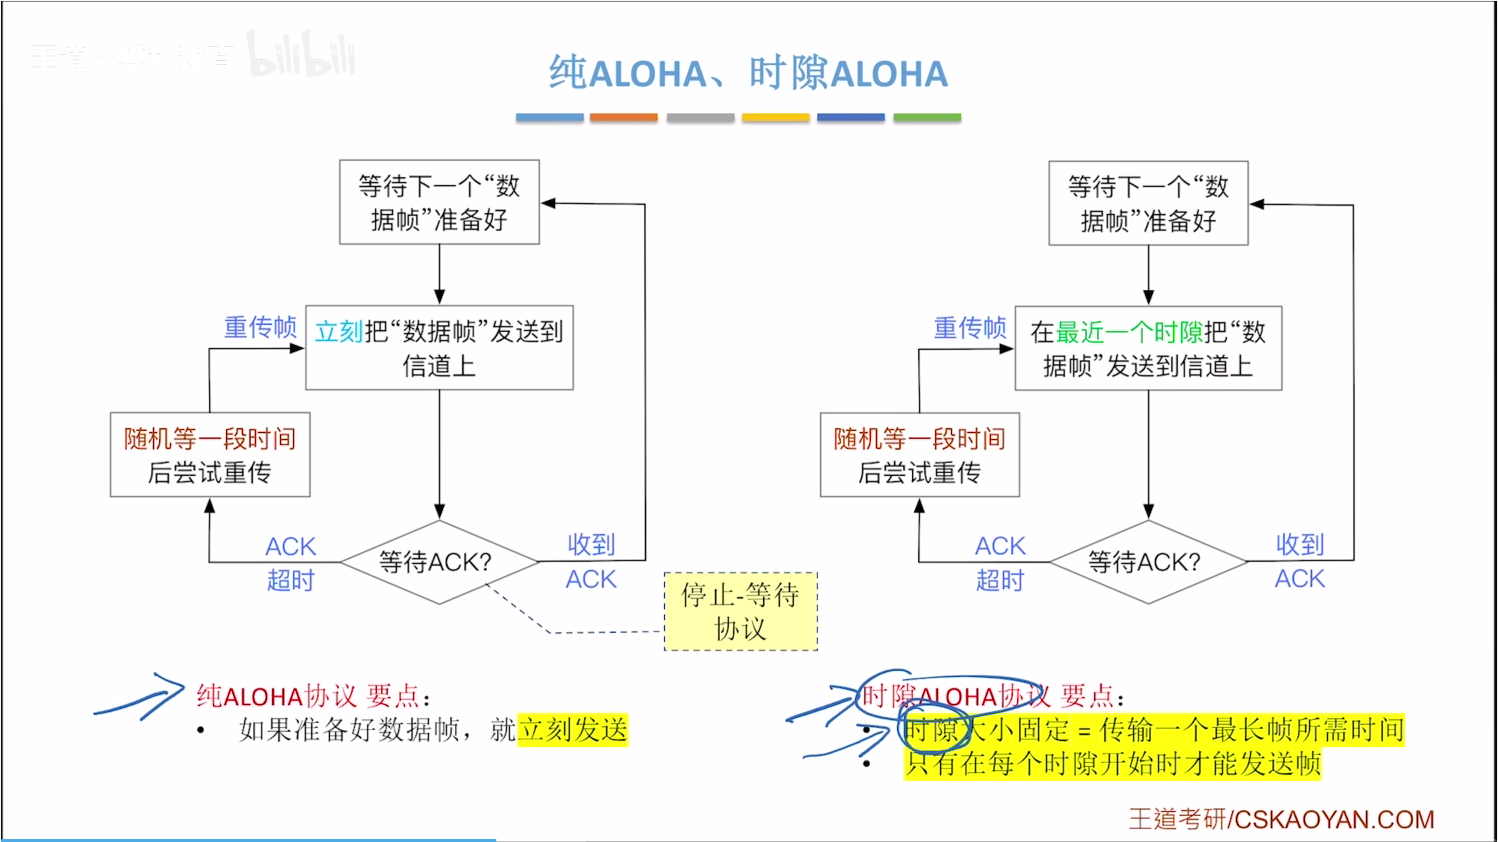 bilibili
纯ALOHA、时隙ALOHA
等待下一个“数
据帧”准备好
重传帧
立刻把“数据帧”发送到
信道上
随机等一段时间
后尝试重传
ACK
超时
等待ACK?
收到
ACK
停止-等待
协议
等待下一个“数
据帧”准备好
重传帧
在最近一个时隙把“数
据帧”发送到信道上
随机等一段时间
后尝试重传
ACK
超时
等待ACK?
收到
ACK
纯ALOHA协议 要点：
• 如果准备好数据帧，就立刻发送
时隙ALOHA协议 要点：
• 时隙大小固定 = 传输一个最长帧所需时间
• 只有在每个时隙开始时才能发送帧
王道考研/CSKAOYAN.COM